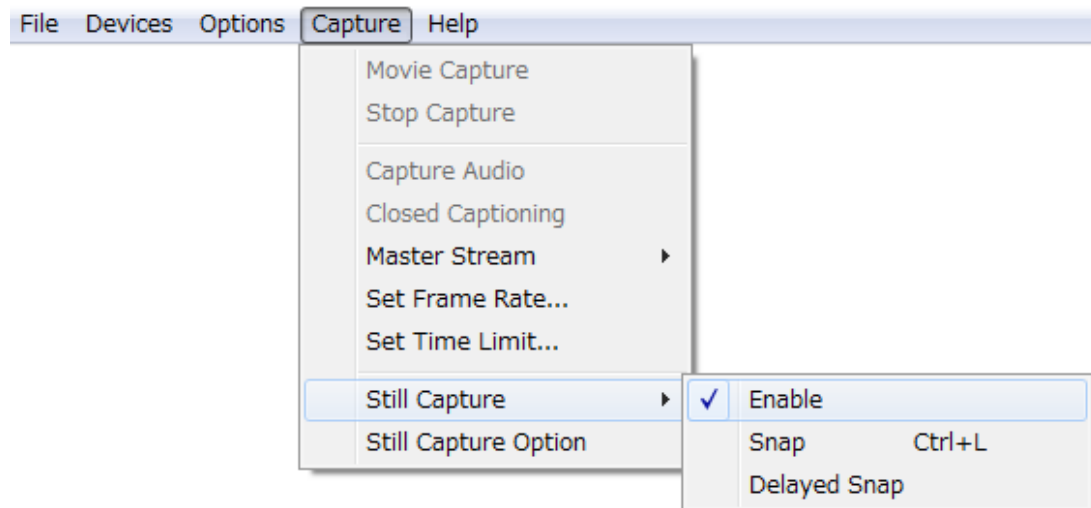 File Devices Options Capture Help
Movie Capture
Stop Capture
Capture Audio
Closed Captioning
Master Stream
Set Frame Rate...
Set Time Limit...
Still Capture
Still Capture Option
Enable
Snap Ctrl+L
Delayed Snap